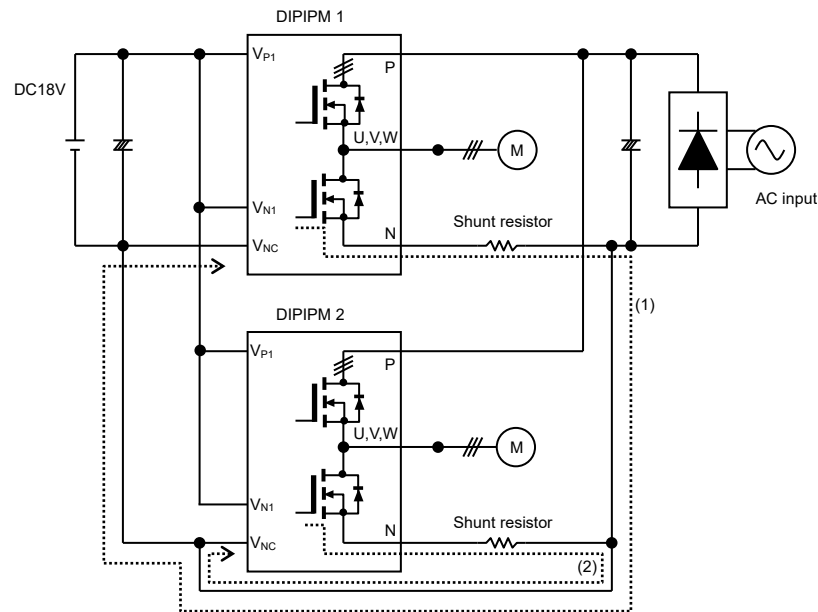 DIPIPM 1
VP1
P
DC18V
U,V,W
M
AC input
VN1
N
Shunt resistor
VNC
(1)
DIPIPM 2
VP1
P
U,V,W
M
VN1
N
Shunt resistor
VNC
(2)